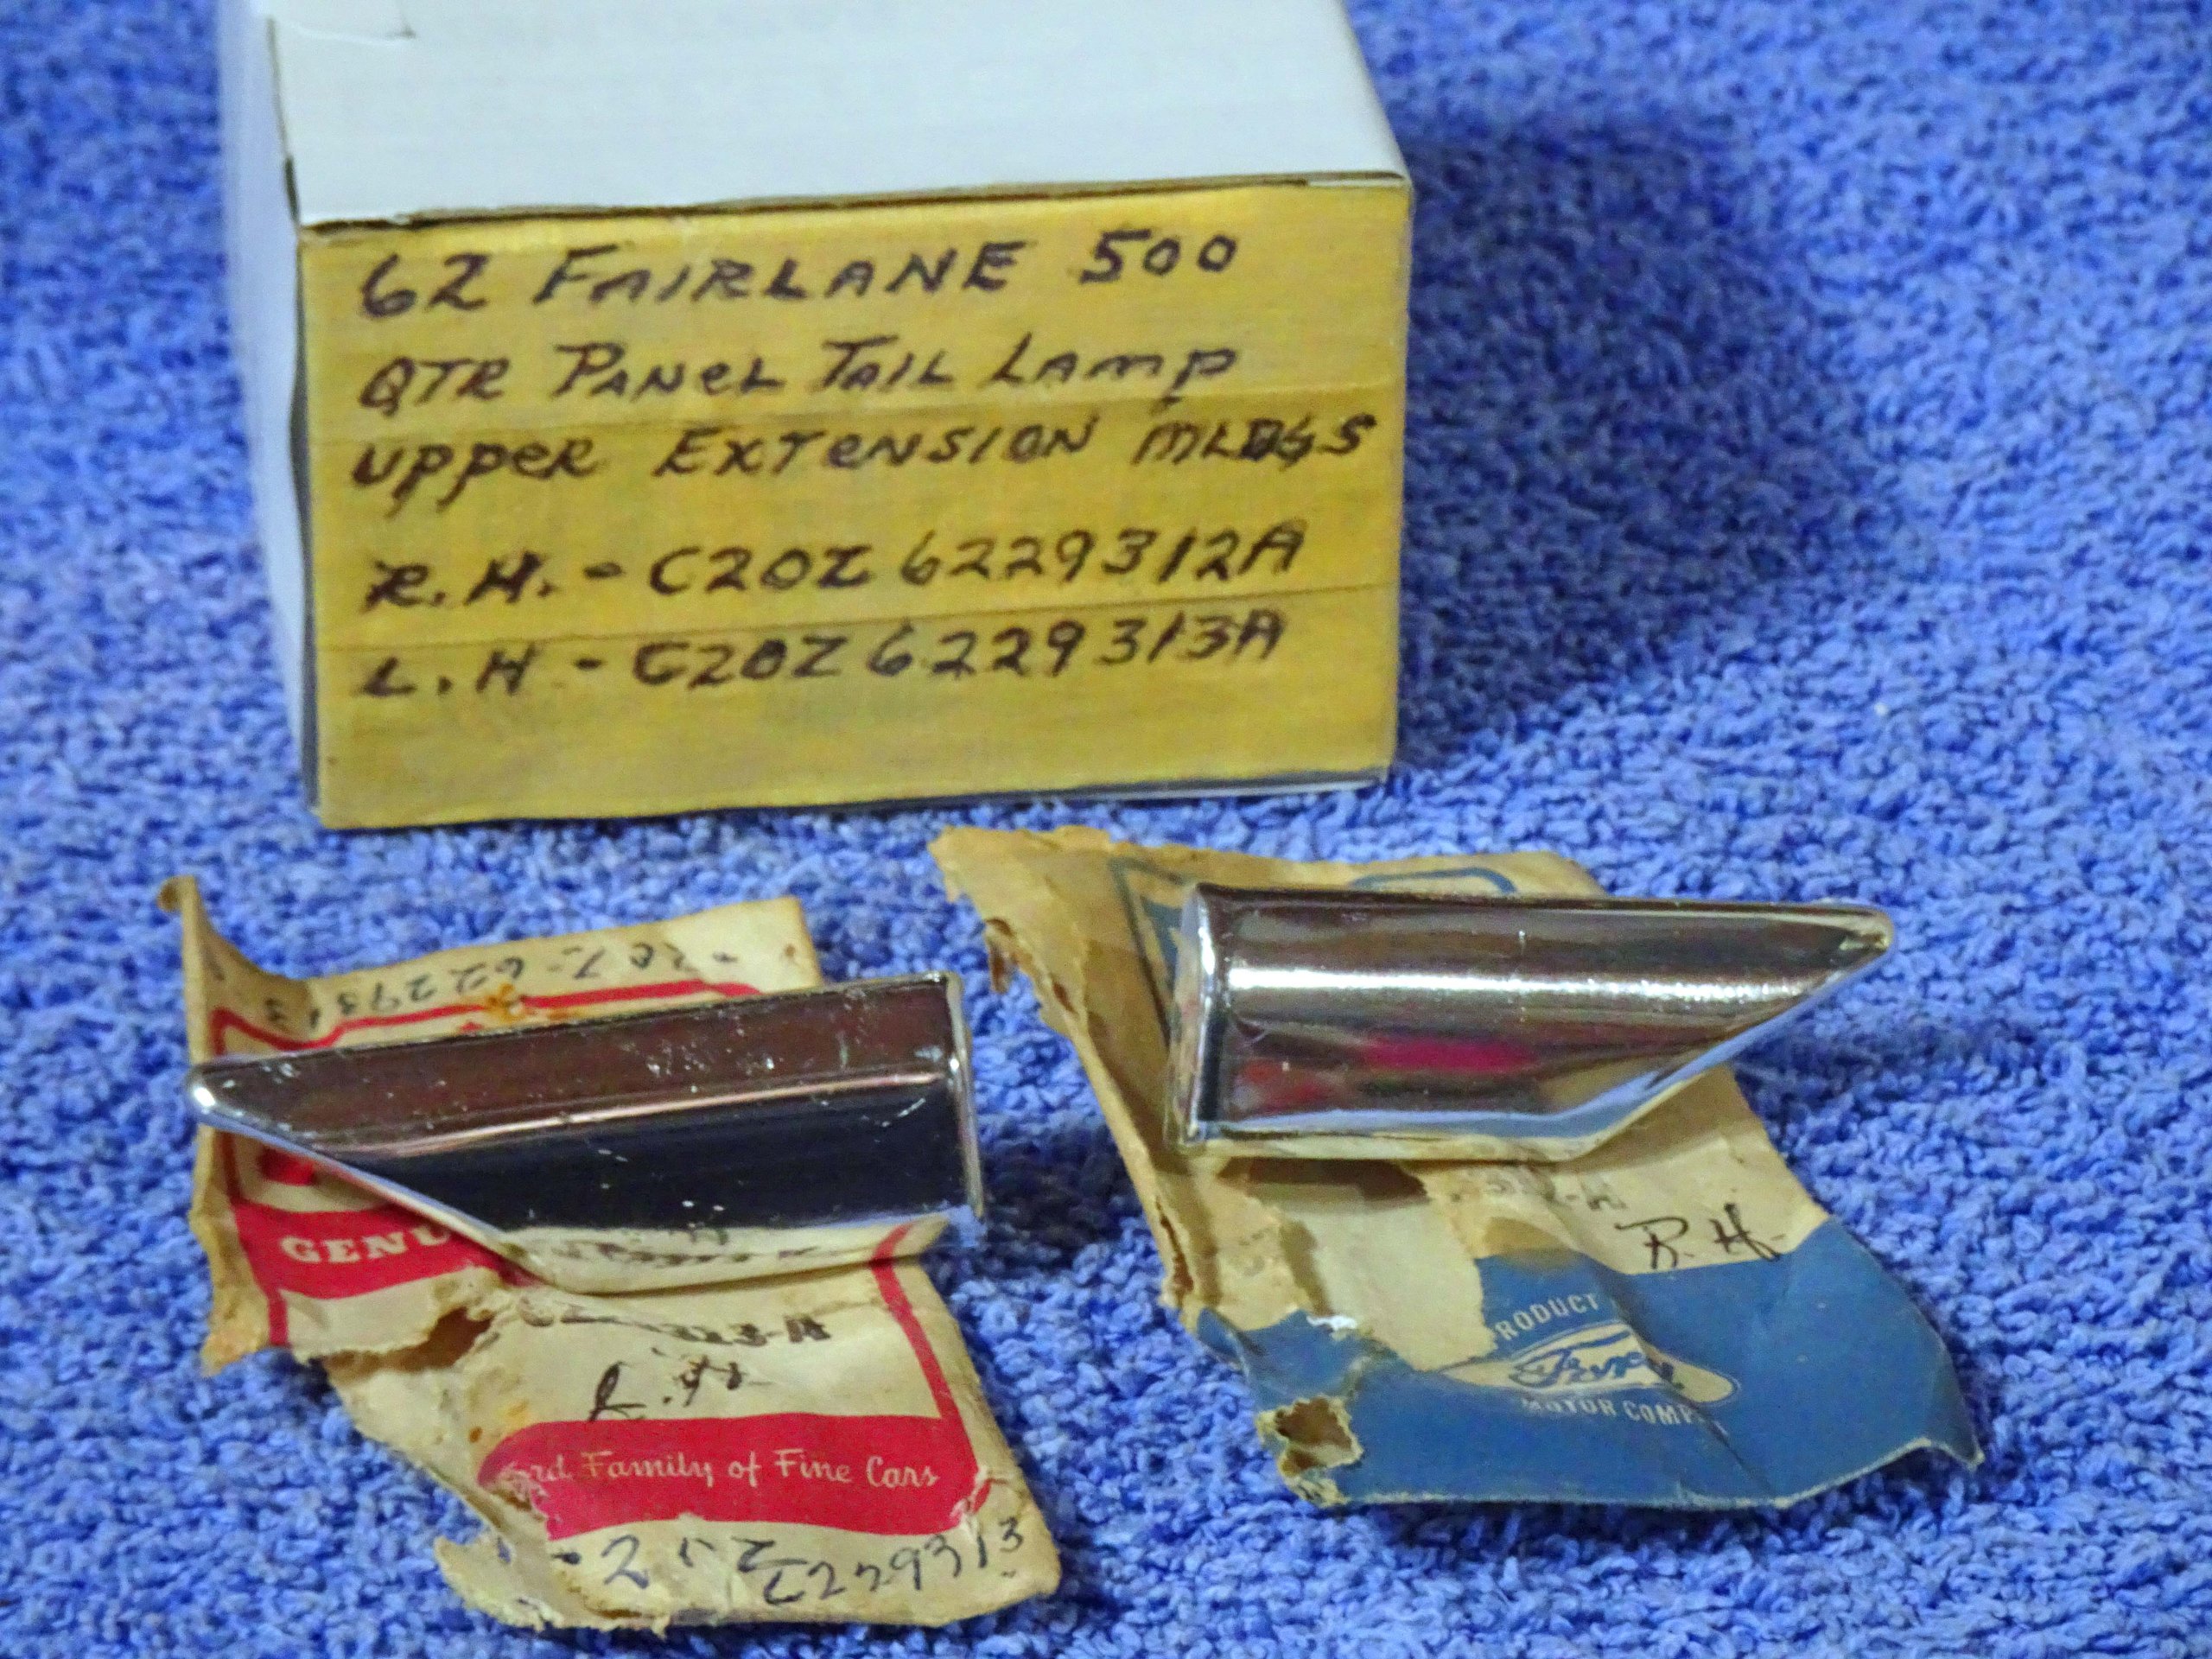 62 FAIRLANE 500
QTR PANEL TAIL LAMP
UPPER EXTENSION MLDGS
R.H. - C2OZ 6229312A
L.H - C2OZ 6229313A
GENU
Family of Fine Cars
R.H.
PRODUCT
Ford
MOTOR COMP